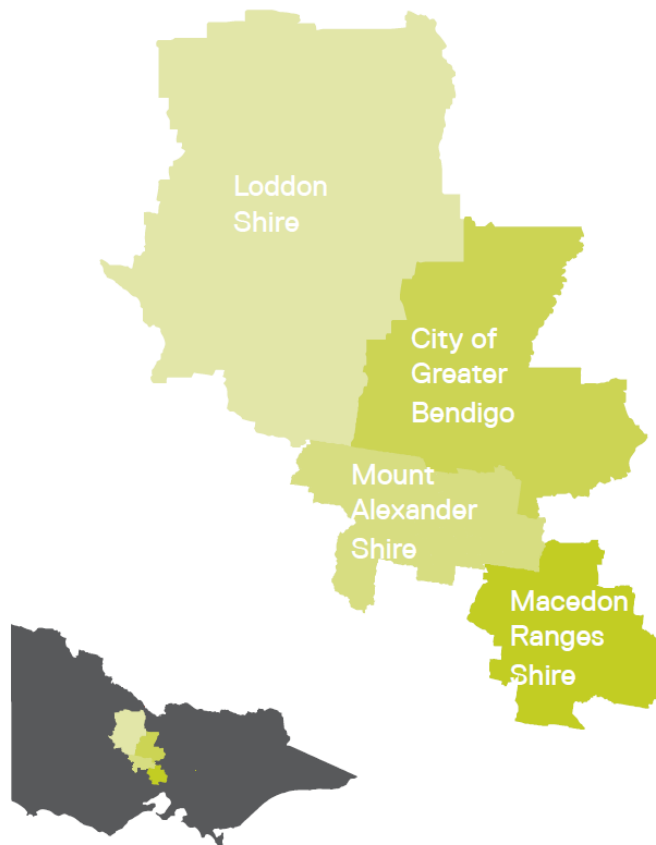 Loddon
Shire
City of
Greater
Bendigo
Mount
Alexander
Shire
Macedon
Ranges
Shire